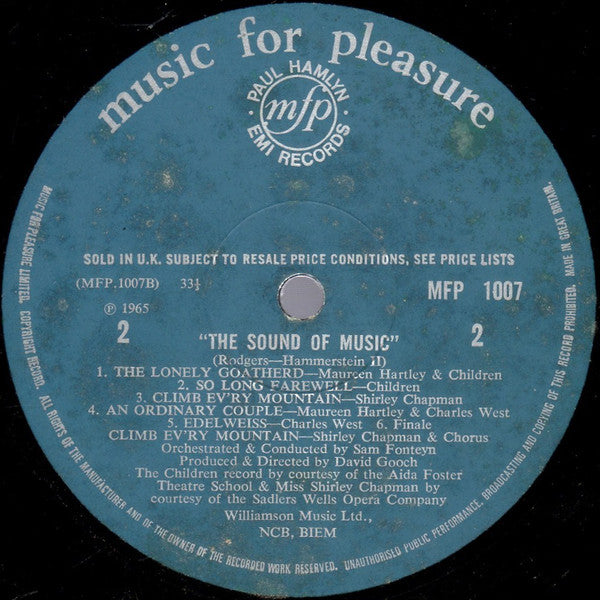 music for pleasure
PAUL HAMLYN
mfp
· EMI RECORDS ·
SOLD IN U.K. SUBJECT TO RESALE PRICE CONDITIONS, SEE PRICE LISTS
(MFP.1007B) 33⅓
MFP 1007
℗ 1965
2
2
"THE SOUND OF MUSIC"
(Rodgers—Hammerstein II)
1. THE LONELY GOATHERD—Maureen Hartley & Children
2. SO LONG FAREWELL—Children
3. CLIMB EV'RY MOUNTAIN—Shirley Chapman
4. AN ORDINARY COUPLE—Maureen Hartley & Charles West
5. EDELWEISS—Charles West 6. Finale
CLIMB EV'RY MOUNTAIN—Shirley Chapman & Chorus
Orchestrated & Conducted by Sam Fonteyn
Produced & Directed by David Gooch
The Children record by courtesy of the Aida Foster
Theatre School & Miss Shirley Chapman by
courtesy of the Sadlers Wells Opera Company
Williamson Music Ltd.,
NCB, BIEM
MUSIC FOR PLEASURE LIMITED. COPYRIGHT RECORD. ALL RIGHTS OF THE MANUFACTURER AND OF THE OWNER OF THE RECORDED WORK RESERVED. UNAUTHORISED PUBLIC PERFORMANCE, BROADCASTING AND COPYING OF THIS RECORD PROHIBITED. MADE IN GREAT BRITAIN.